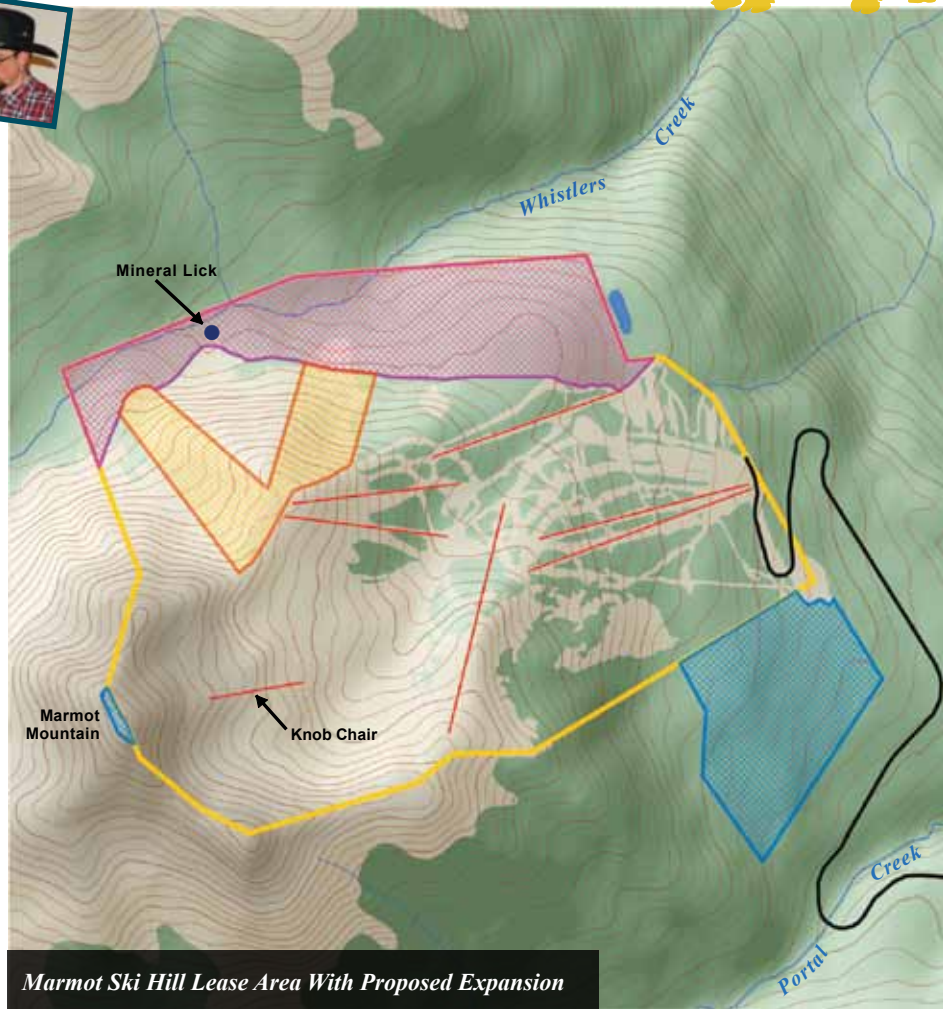 Creek
Whistlers
Mineral Lick
Marmot
Mountain
Knob Chair
Creek
Portal
Marmot Ski Hill Lease Area With Proposed Expansion